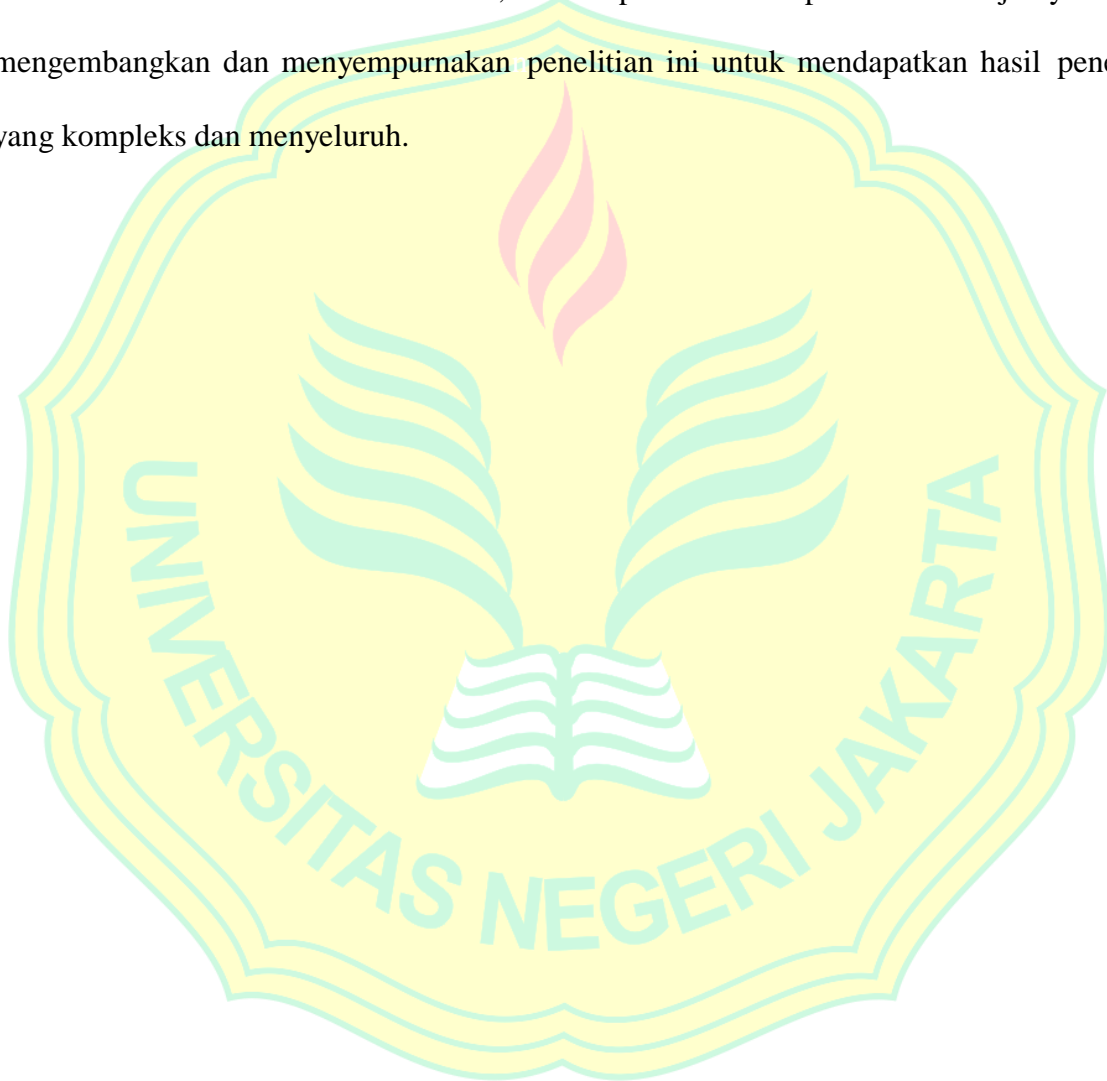 mengembangkan dan menyempurnakan penelitian ini untuk mendapatkan hasil
yang kompleks dan menyeluruh.
UNIVERSITAS NEGERI JAKARTA